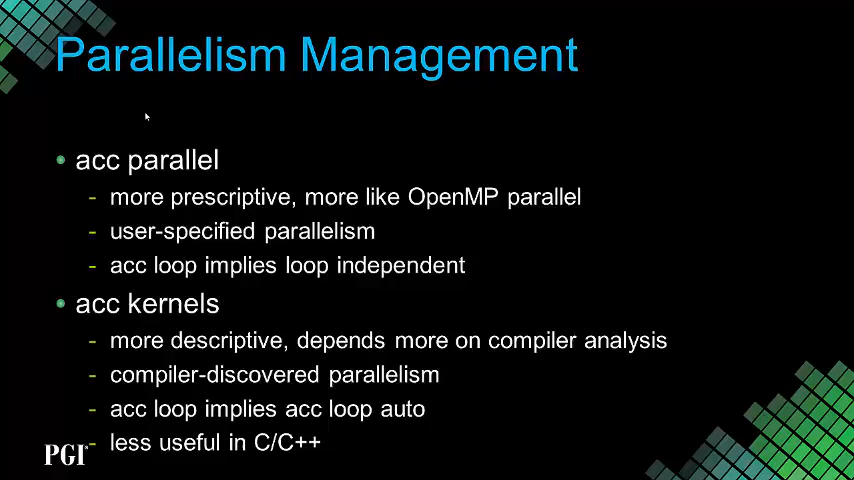 Parallelism Management
• acc parallel
- more prescriptive, more like OpenMP parallel
- user-specified parallelism
- acc loop implies loop independent
• acc kernels
- more descriptive, depends more on compiler analysis
- compiler-discovered parallelism
- acc loop implies acc loop auto
- less useful in C/C++
PGI